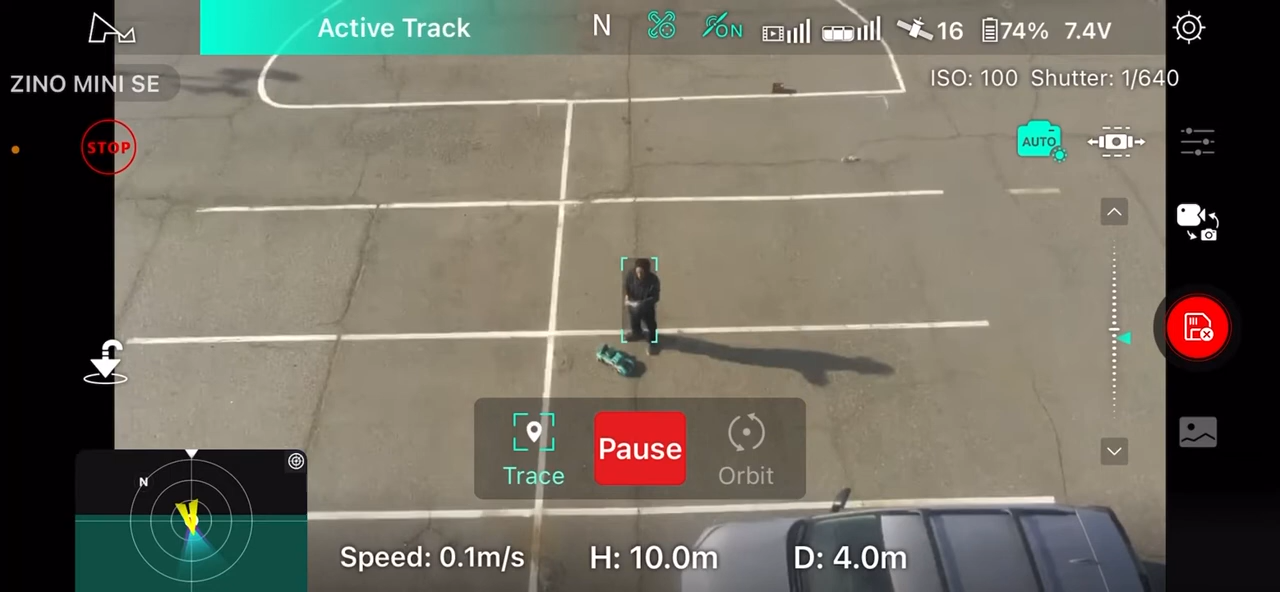 Active Track
N
ON
16
74%
7.4V
ZINO MINI SE
ISO: 100 Shutter: 1/640
STOP
AUTO
Trace
Pause
Orbit
N
Speed: 0.1m/s
H: 10.0m
D: 4.0m